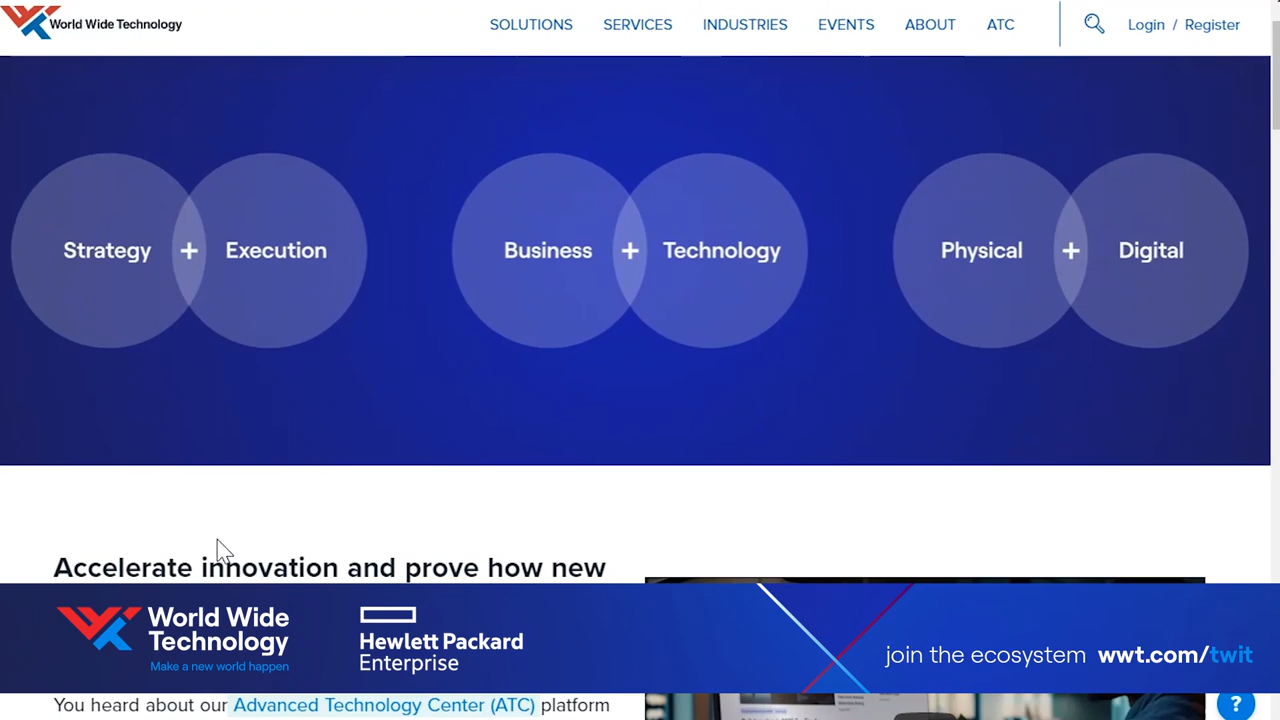 World Wide Technology
SOLUTIONS SERVICES INDUSTRIES EVENTS ABOUT ATC Login / Register
Strategy + Execution Business + Technology Physical + Digital
Accelerate innovation and prove how new
World Wide
Technology
Make a new world happen
Hewlett Packard
Enterprise
join the ecosystem wwt.com/twit
You heard about our Advanced Technology Center (ATC) platform
?